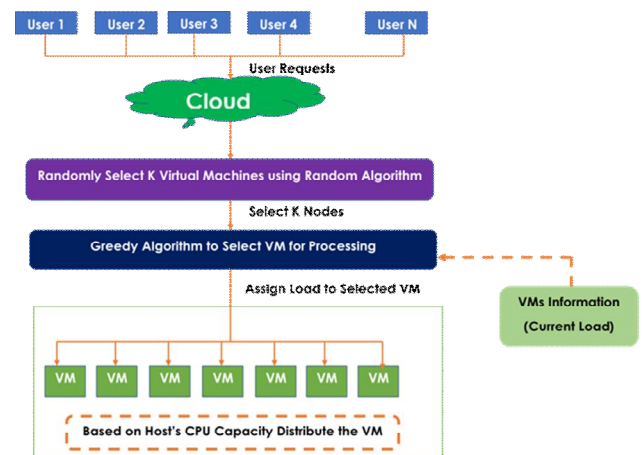 User 1 User 2 User 3 User 4 User N
User Requests
Cloud
Randomly Select K Virtual Machines using Random Algorithm
Select K Nodes
Greedy Algorithm to Select VM for Processing
Assign Load to Selected VM
VMs Information
(Current Load)
VM VM VM VM VM VM VM
Based on Host's CPU Capacity Distribute the VM